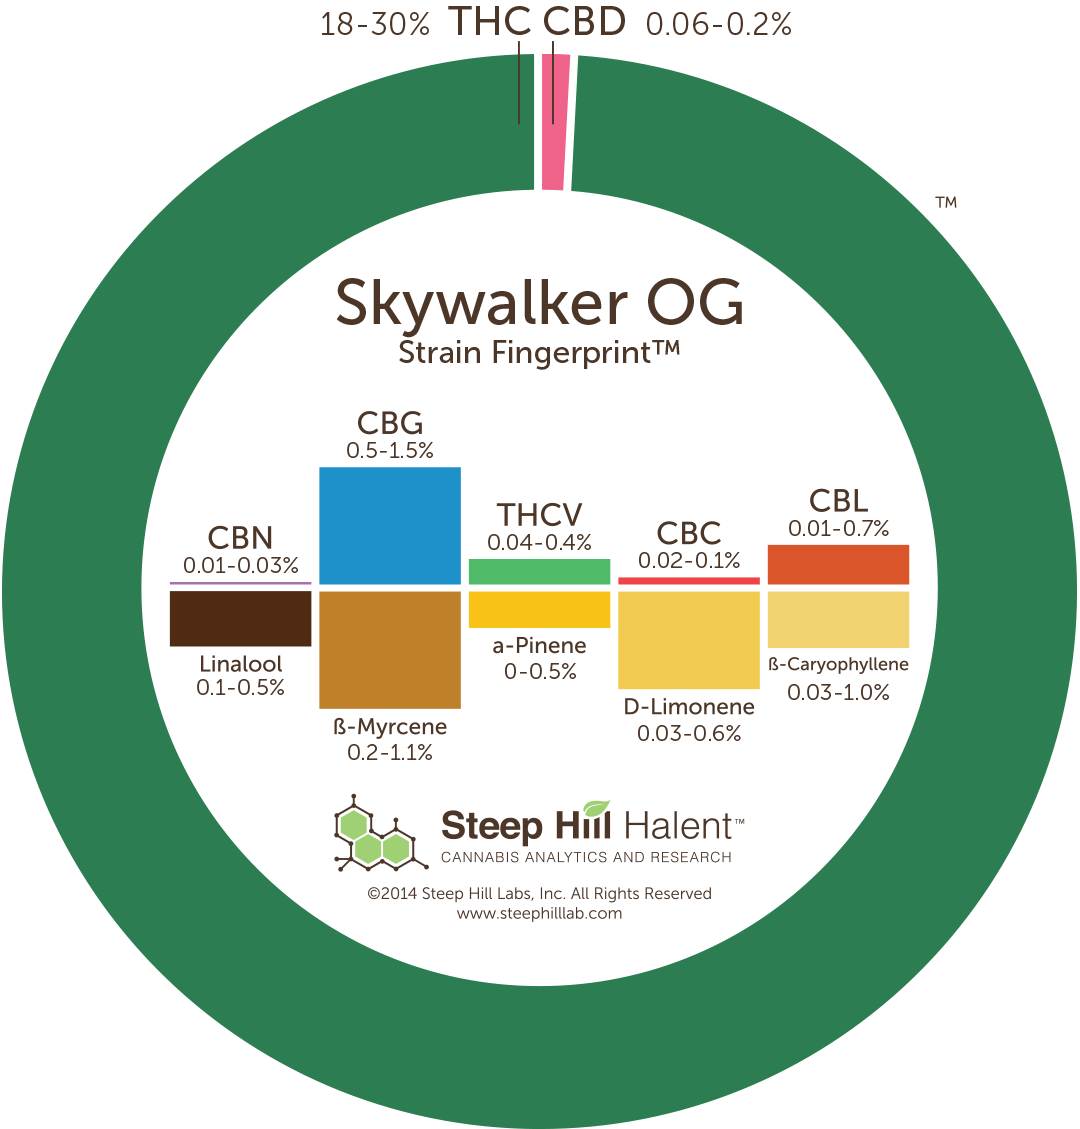 18-30% THC CBD 0.06-0.2%
TM
Skywalker OG
Strain Fingerprint™
CBG
0.5-1.5%
CBN
0.01-0.03%
THCV
0.04-0.4%
CBC
0.02-0.1%
CBL
0.01-0.7%
Linalool
0.1-0.5%
ß-Myrcene
0.2-1.1%
a-Pinene
0-0.5%
D-Limonene
0.03-0.6%
ß-Caryophyllene
0.03-1.0%
Steep Hill Halent™
CANNABIS ANALYTICS AND RESEARCH
©2014 Steep Hill Labs, Inc. All Rights Reserved
www.steephilllab.com